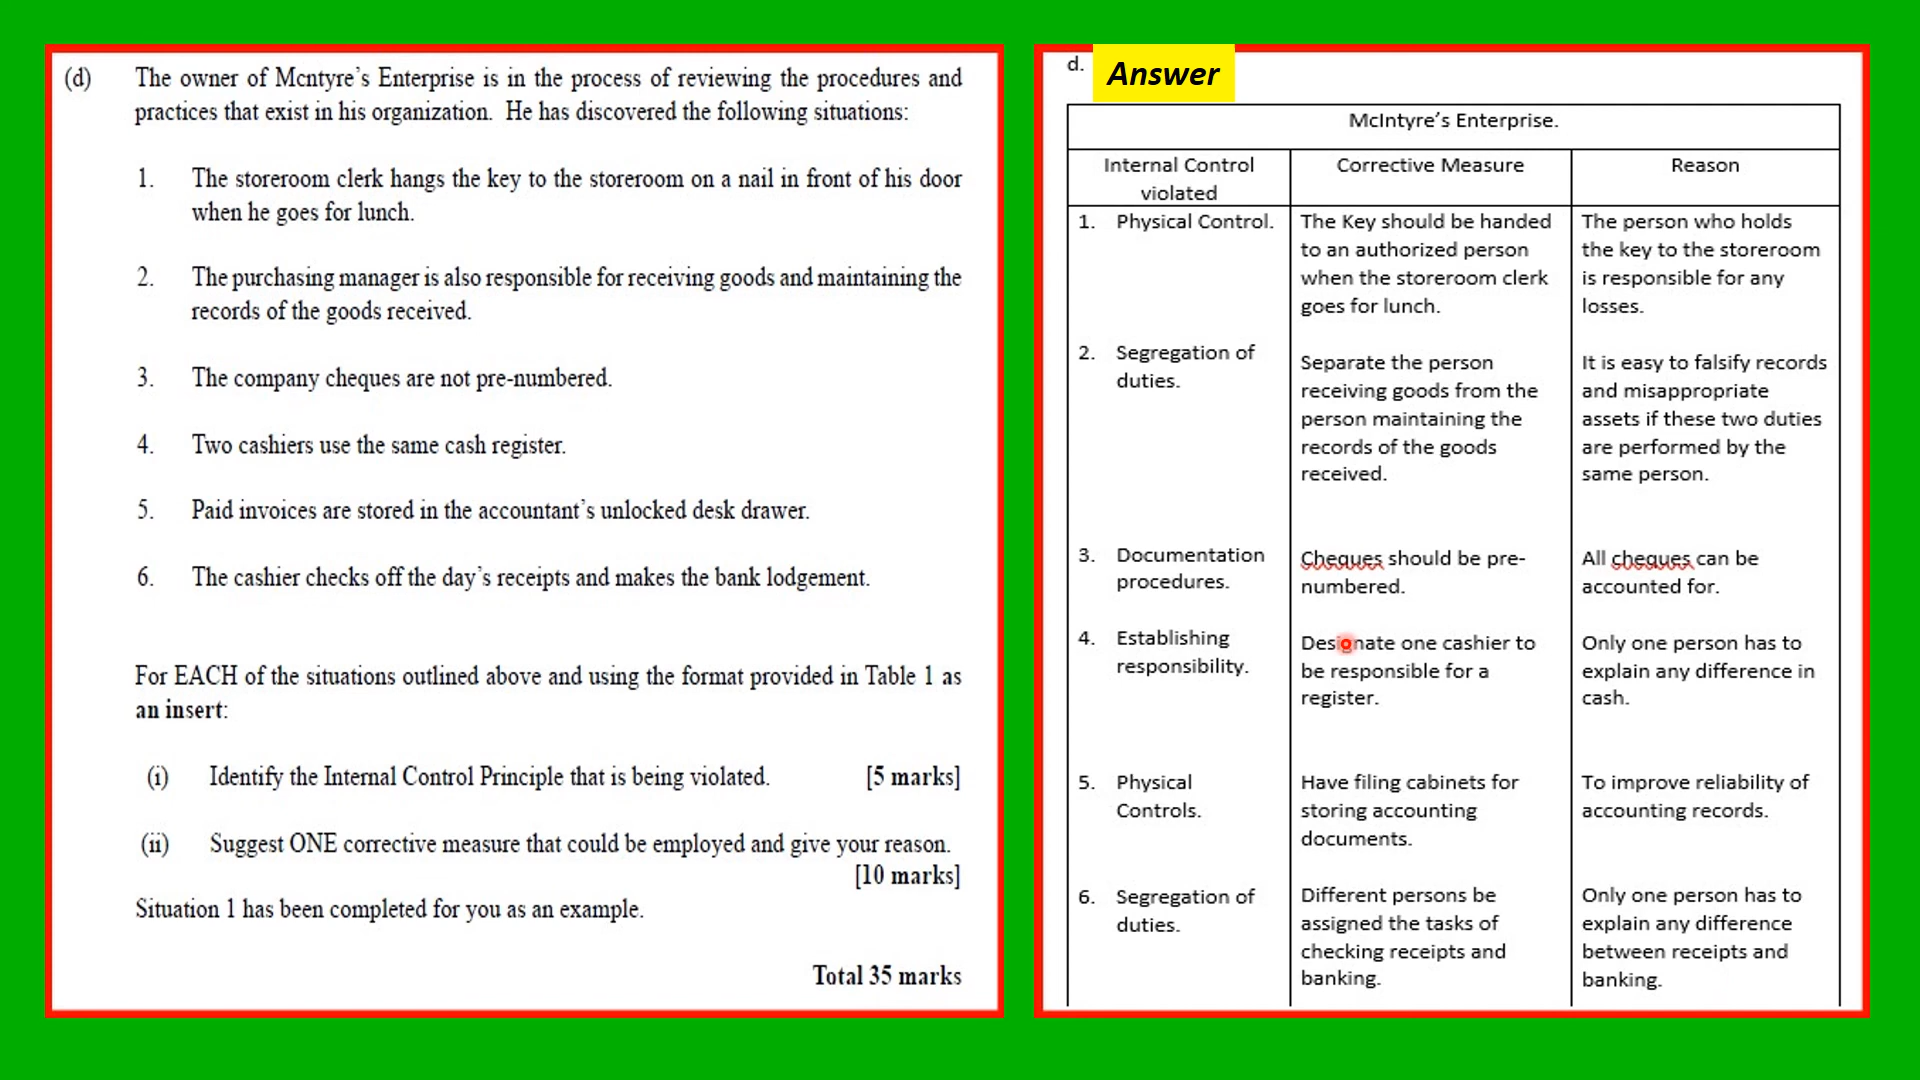 (d) The owner of Mcntyre's Enterprise is in the process of reviewing the procedures and
practices that exist in his organization. He has discovered the following situations:
1. The storeroom clerk hangs the key to the storeroom on a nail in front of his door
when he goes for lunch.
2. The purchasing manager is also responsible for receiving goods and maintaining the
records of the goods received.
3. The company cheques are not pre-numbered.
4. Two cashiers use the same cash register.
5. Paid invoices are stored in the accountant's unlocked desk drawer.
6. The cashier checks off the day's receipts and makes the bank lodgement.
For EACH of the situations outlined above and using the format provided in Table 1 as
an insert:
(i) Identify the Internal Control Principle that is being violated. [5 marks]
(ii) Suggest ONE corrective measure that could be employed and give your reason.
[10 marks]
Situation 1 has been completed for you as an example.
Total 35 marks
d. Answer
McIntyre's Enterprise.
Internal Control
violated
Corrective Measure
Reason
1. Physical Control.
The Key should be handed
to an authorized person
when the storeroom clerk
goes for lunch.
The person who holds
the key to the storeroom
is responsible for any
losses.
2. Segregation of
duties.
Separate the person
receiving goods from the
person maintaining the
records of the goods
received.
It is easy to falsify records
and misappropriate
assets if these two duties
are performed by the
same person.
3. Documentation
procedures.
Cheques should be pre-
numbered.
All cheques can be
accounted for.
4. Establishing
responsibility.
Designate one cashier to
be responsible for a
register.
Only one person has to
explain any difference in
cash.
5. Physical
Controls.
Have filing cabinets for
storing accounting
documents.
To improve reliability of
accounting records.
6. Segregation of
duties.
Different persons be
assigned the tasks of
checking receipts and
banking.
Only one person has to
explain any difference
between receipts and
banking.